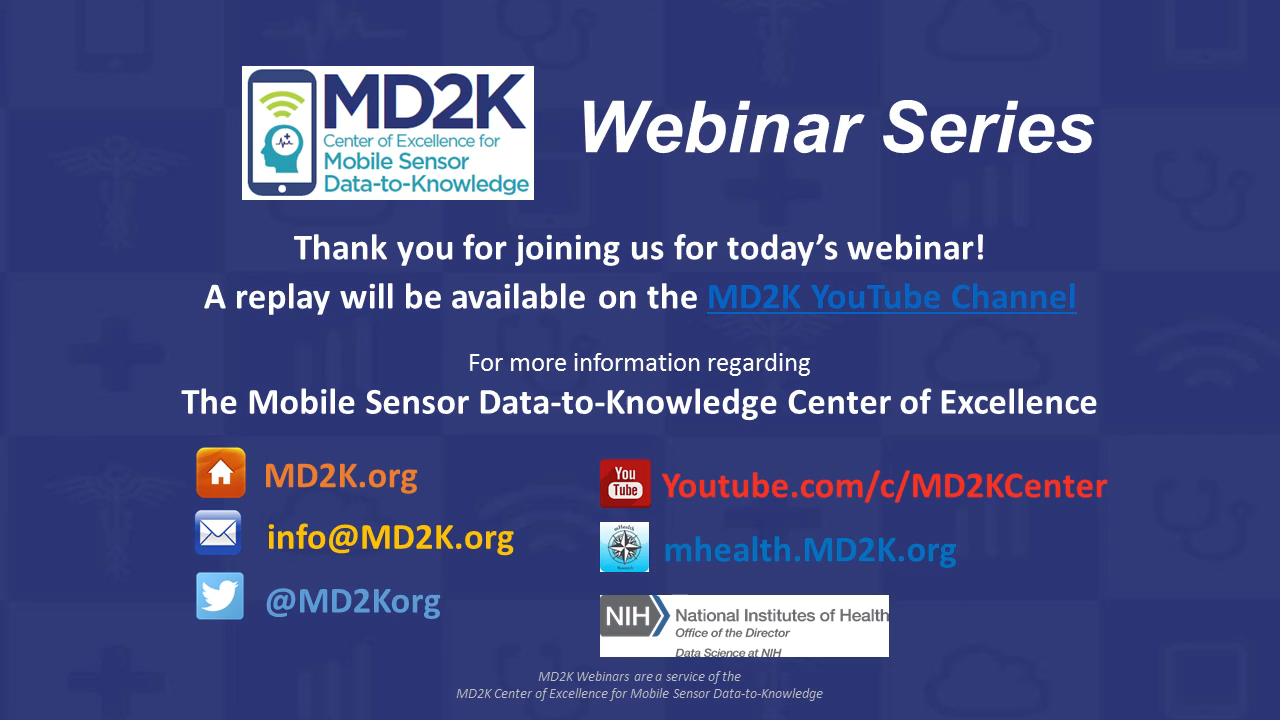 MD2K
Center of Excellence for
Mobile Sensor
Data-to-Knowledge
Webinar Series
Thank you for joining us for today’s webinar!
A replay will be available on the MD2K YouTube Channel
For more information regarding
The Mobile Sensor Data-to-Knowledge Center of Excellence
MD2K.org
info@MD2K.org
@MD2Korg
You
Tube
Youtube.com/c/MD2KCenter
mHealth
mhealth.MD2K.org
NIH
National Institutes of Health
Office of the Director
Data Science at NIH
MD2K Webinars are a service of the
MD2K Center of Excellence for Mobile Sensor Data-to-Knowledge